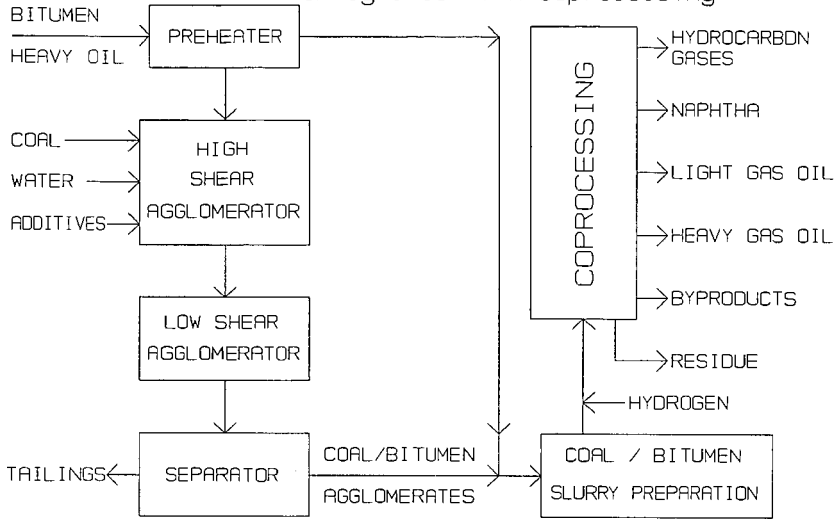 BITUMEN
HEAVY OIL
PREHEATER
COAL
WATER
ADDITIVES
HIGH
SHEAR
AGGLOMERATOR
LOW SHEAR
AGGLOMERATOR
TAILINGS
SEPARATOR
COAL/BITUMEN
AGGLOMERATES
COAL / BITUMEN
SLURRY PREPARATION
HYDROGEN
COPROCESSING
HYDROCARBON
GASES
NAPHTHA
LIGHT GAS OIL
HEAVY GAS OIL
BYPRODUCTS
RESIDUE